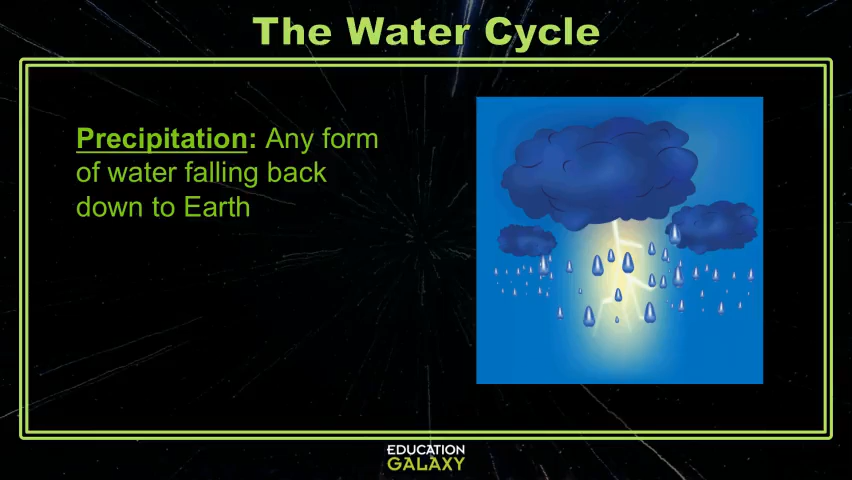 The Water Cycle
Precipitation: Any form
of water falling back
down to Earth
EDUCATION
GALAXY